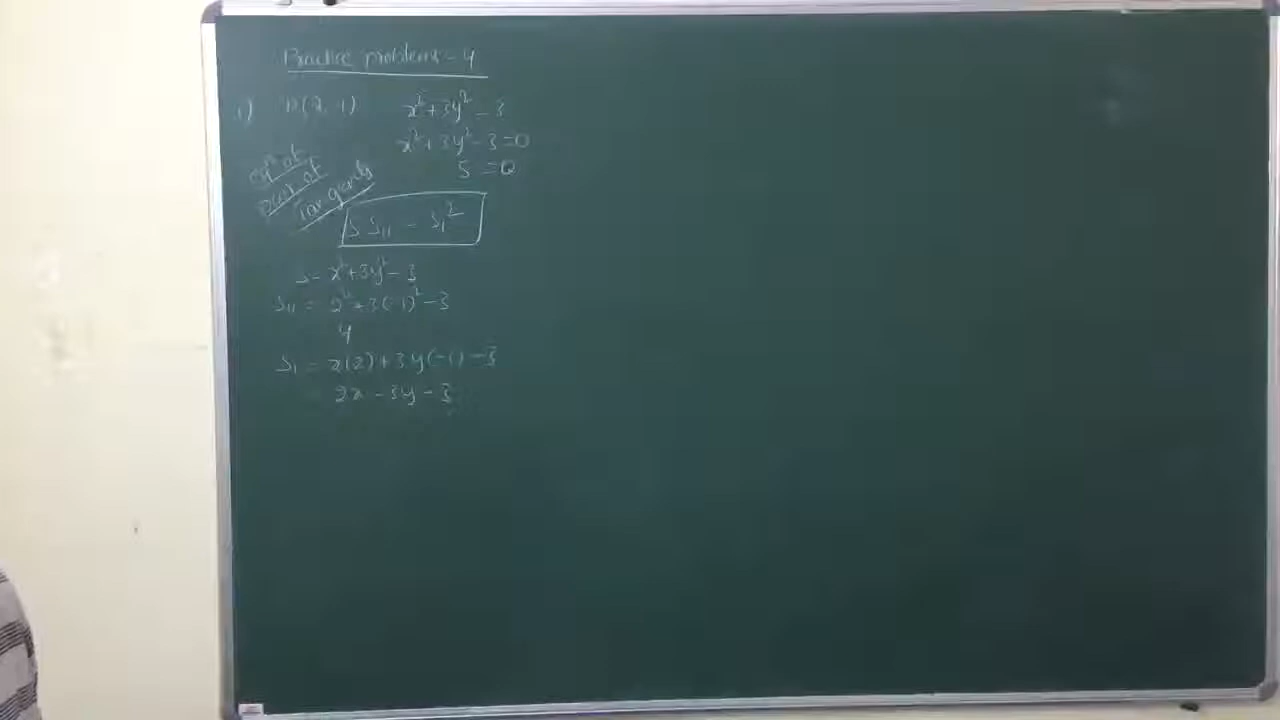 Practice problems - 4
1) P(2, -1) x²+3y² = 3
x²+3y²-3=0
S = 0
eqⁿ of
pair of
tangents
S S₁₁ = S₁²
S = x²+3y²-3
S₁₁ = 2²+3(-1)²-3
4
S₁ = x(2)+3y(-1)-3
2x-3y-3